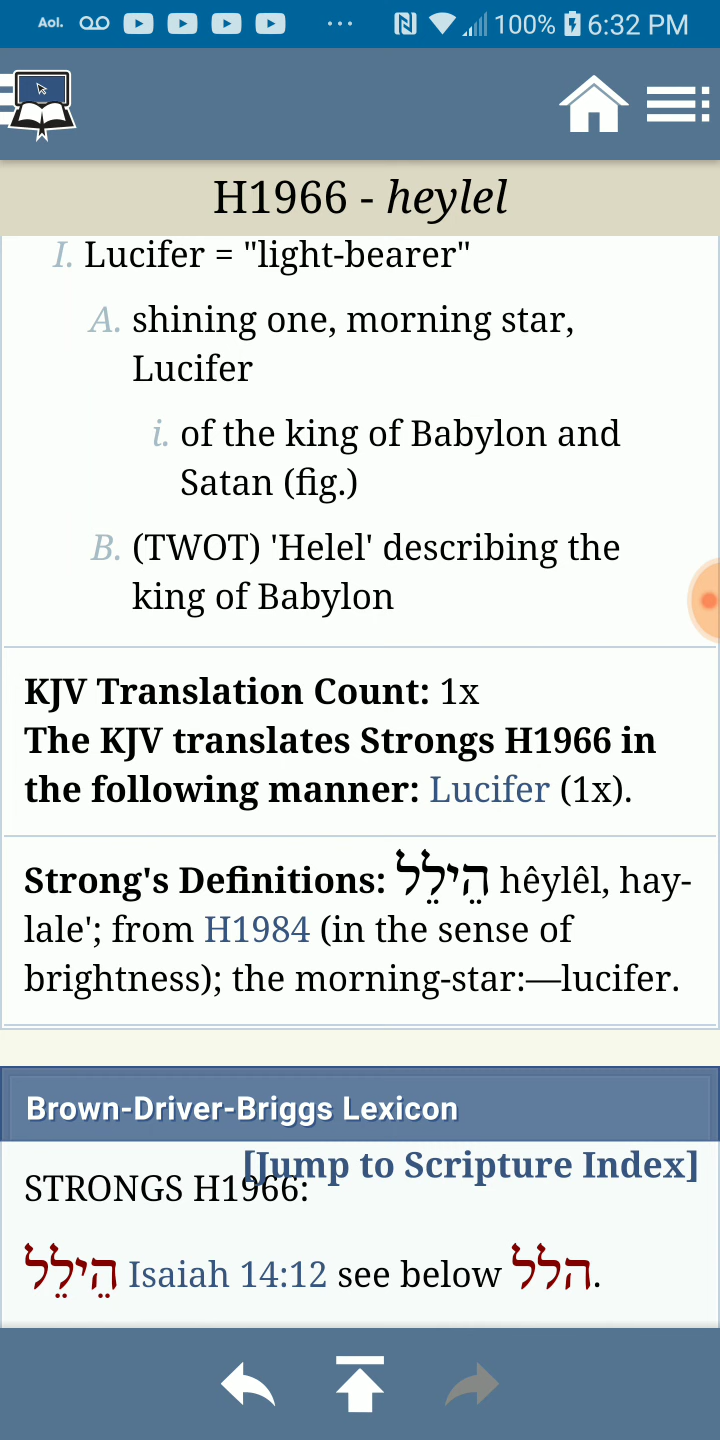 Aol. ... 100% 6:32 PM
H1966 - heylel
I. Lucifer = "light-bearer"
A. shining one, morning star,
Lucifer
i. of the king of Babylon and
Satan (fig.)
B. (TWOT) 'Helel' describing the
king of Babylon
KJV Translation Count: 1x
The KJV translates Strongs H1966 in
the following manner: Lucifer (1x).
Strong's Definitions: הֵילֵל hêylêl, hay-
lale'; from H1984 (in the sense of
brightness); the morning-star:—lucifer.
Brown-Driver-Briggs Lexicon
[Jump to Scripture Index]
STRONGS H1966:
הֵילֵל Isaiah 14:12 see below הלל.